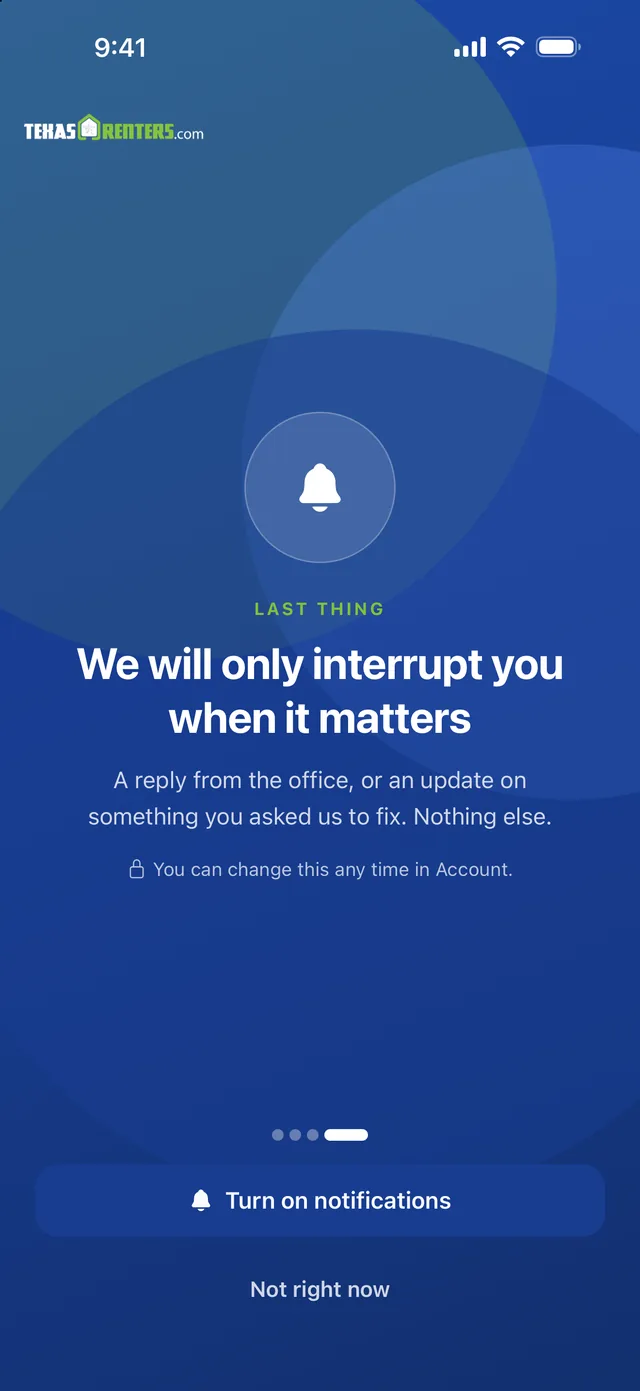 9:41
TEXAS RENTERS.com
LAST THING
We will only interrupt you
when it matters
A reply from the office, or an update on
something you asked us to fix. Nothing else.
You can change this any time in Account.
Turn on notifications
Not right now